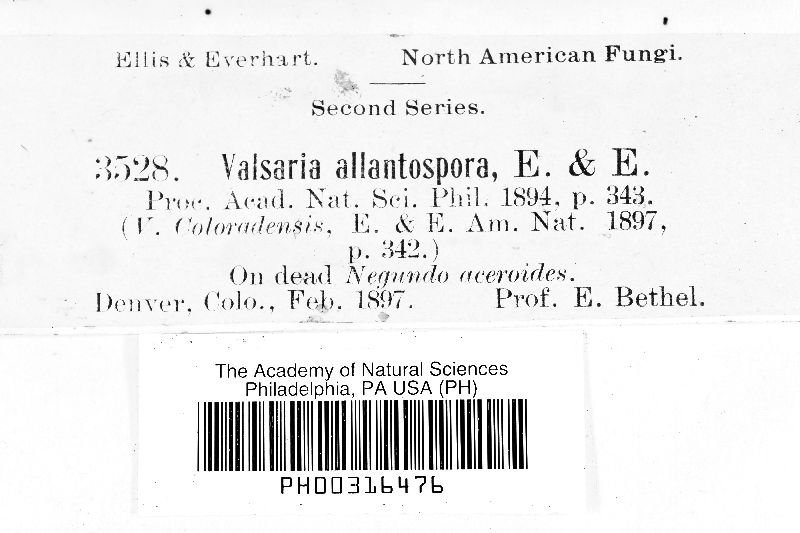 Ellis & Everhart. North American Fungi.
Second Series.
3528. Valsaria allantospora, E. & E.
Proc. Acad. Nat. Sci. Phil. 1894, p. 343.
(V. Coloradensis, E. & E. Am. Nat. 1897,
p. 342.)
On dead Negundo aceroides.
Denver, Colo., Feb. 1897. Prof. E. Bethel.
The Academy of Natural Sciences
Philadelphia, PA USA (PH)
PH00316476